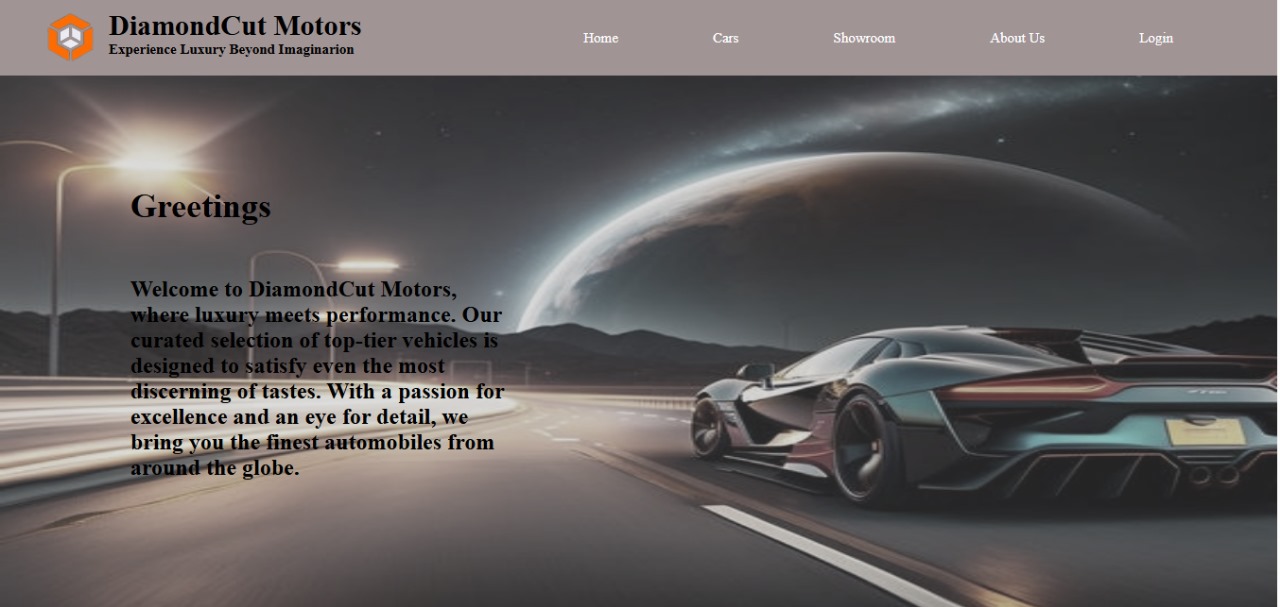 DiamondCut Motors
Experience Luxury Beyond Imaginarion
Home Cars Showroom About Us Login
Greetings
Welcome to DiamondCut Motors,
where luxury meets performance. Our
curated selection of top-tier vehicles is
designed to satisfy even the most
discerning of tastes. With a passion for
excellence and an eye for detail, we
bring you the finest automobiles from
around the globe.